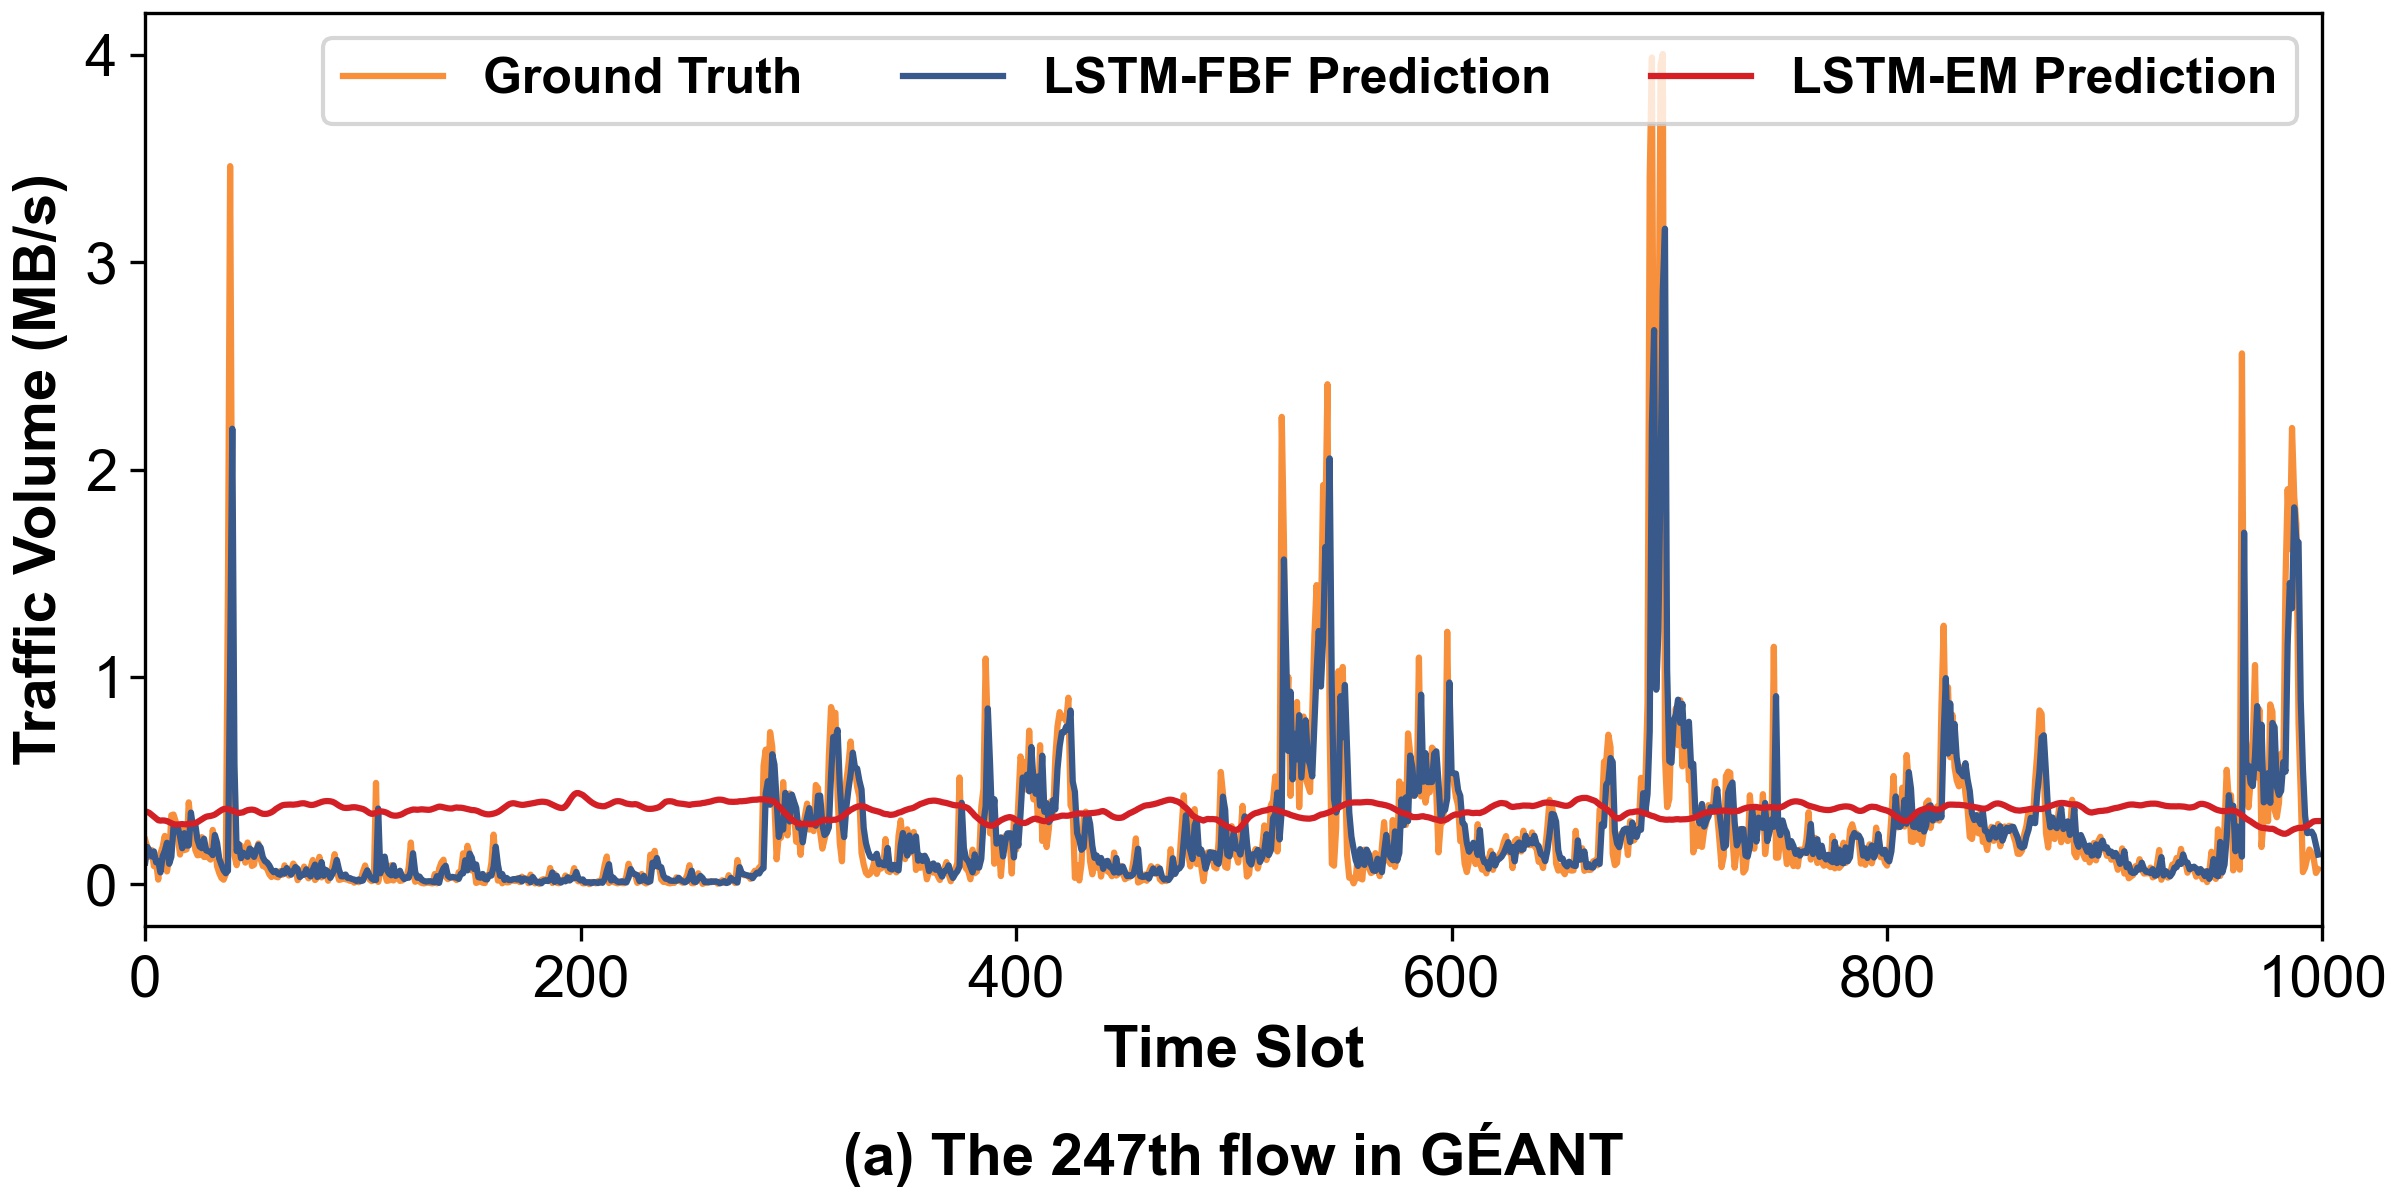 Ground Truth LSTM-FBF Prediction LSTM-EM Prediction
4
3
2
1
0
Traffic Volume (MB/s)
0 200 400 600 800 1000
Time Slot
(a) The 247th flow in GÉANT